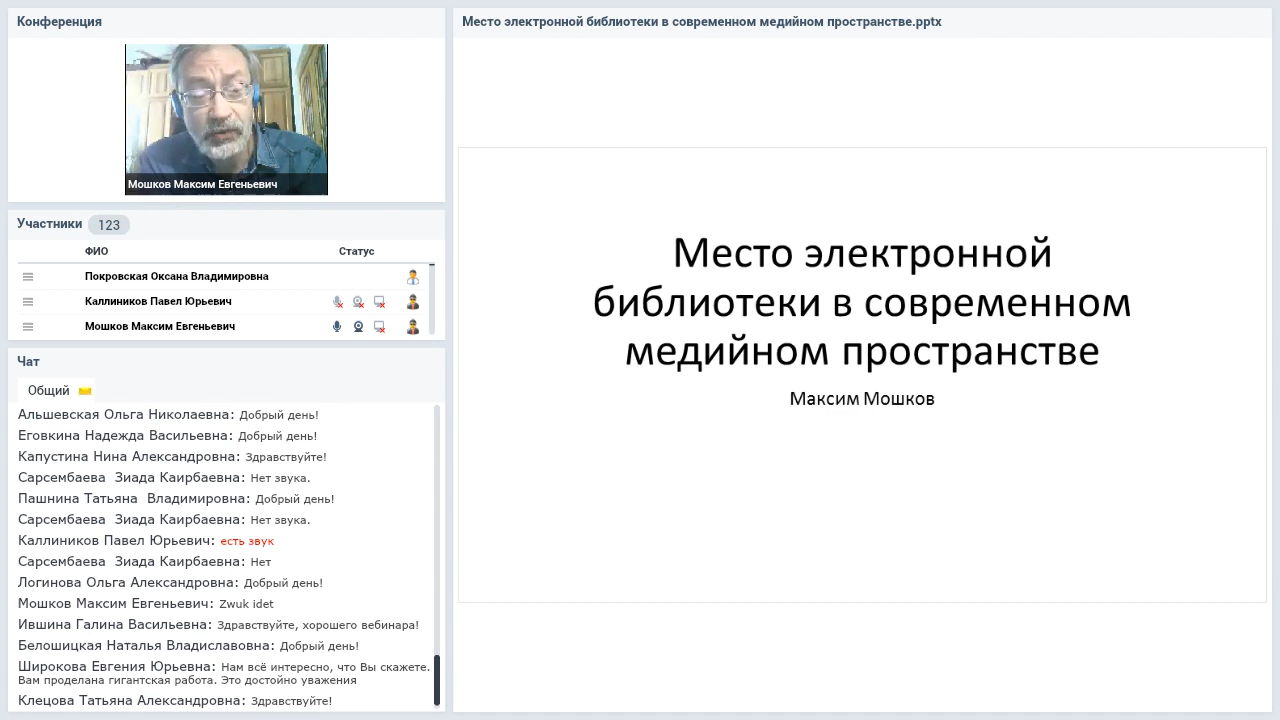 Конференция
Мошков Максим Евгеньевич
Участники 123
ФИО Статус
Покровская Оксана Владимировна
Каллиников Павел Юрьевич
Мошков Максим Евгеньевич
Чат
Общий
Альшевская Ольга Николаевна: Добрый день!
Еговкина Надежда Васильевна: Добрый день!
Капустина Нина Александровна: Здравствуйте!
Сарсембаева Зиада Каирбаевна: Нет звука.
Пашнина Татьяна Владимировна: Добрый день!
Сарсембаева Зиада Каирбаевна: Нет звука.
Каллиников Павел Юрьевич: есть звук
Сарсембаева Зиада Каирбаевна: Нет
Логинова Ольга Александровна: Добрый день!
Мошков Максим Евгеньевич: Zwuk idet
Ившина Галина Васильевна: Здравствуйте, хорошего вебинара!
Белошицкая Наталья Владиславовна: Добрый день!
Широкова Евгения Юрьевна: Нам всё интересно, что Вы скажете.
Вам проделана гигантская работа. Это достойно уважения
Клецова Татьяна Александровна: Здравствуйте!
Место электронной библиотеки в современном медийном пространстве.pptx
Место электронной
библиотеки в современном
медийном пространстве
Максим Мошков